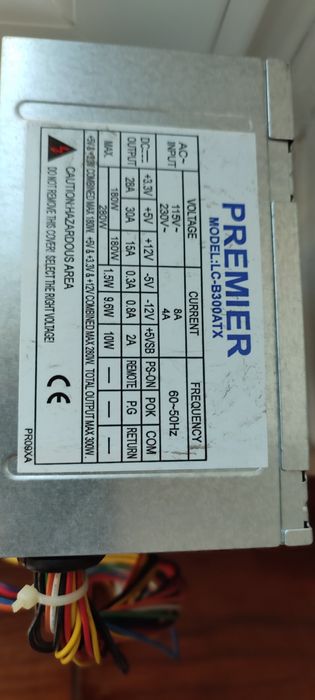 PREMIER
MODEL:LC-B300ATX
VOLTAGE CURRENT FREQUENCY
AC~ INPUT 115V~ 230V~ 8A 4A 60~50Hz
DC OUTPUT +3.3V +5V +12V -5V -12V +5VSB PS-ON POK COM
28A 30A 15A 0.3A 0.8A 2A REMOTE P.G RETURN
MAX. 180W 180W 1.5W 9.6W 10W — — —
280W
+5V & +3.3V COMBINED MAX 180W. +5V & +3.3V & +12V COMBINED MAX 280W. TOTAL OUTPUT MAX 300W.
CAUTION:HAZARDOUS AREA
DO NOT REMOVE THIS COVER! SELECT THE RIGHT VOLTAGE!
CE
PR09XA